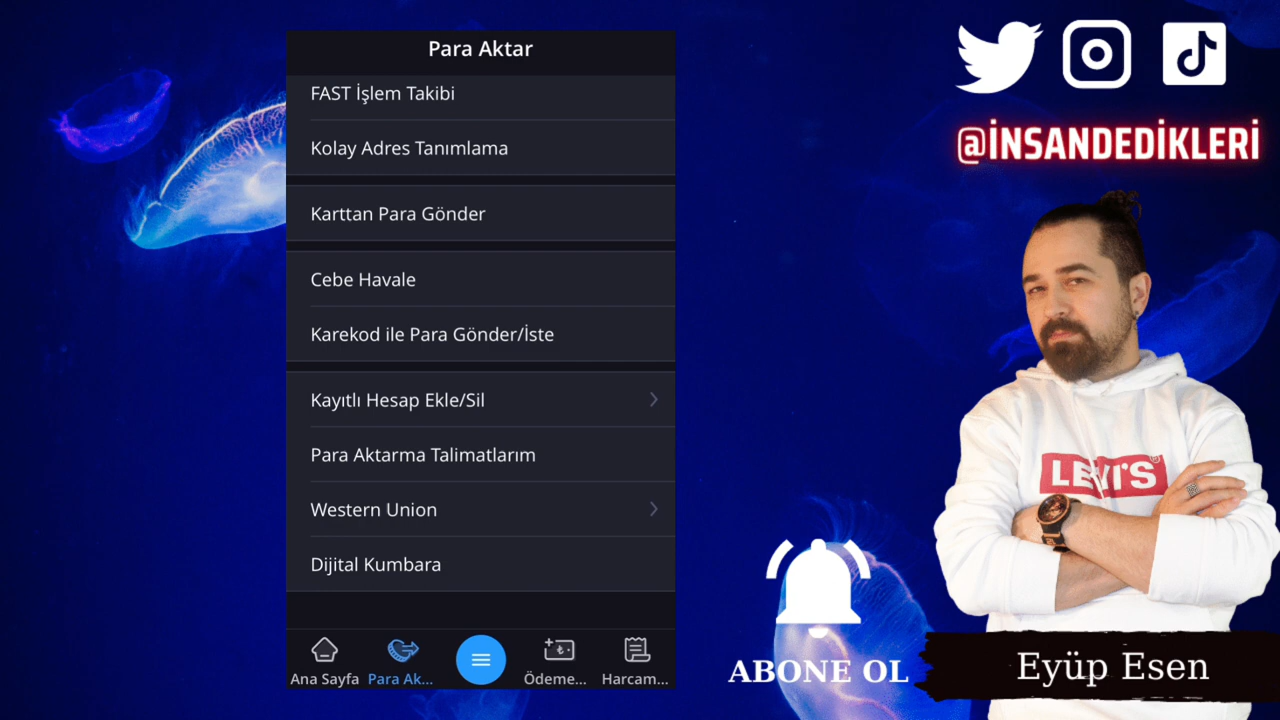 Para Aktar
FAST İşlem Takibi
Kolay Adres Tanımlama
Karttan Para Gönder
Cebe Havale
Karekod ile Para Gönder/İste
Kayıtlı Hesap Ekle/Sil
Para Aktarma Talimatlarım
Western Union
Dijital Kumbara
Ana Sayfa
Para Ak...
Ödeme...
Harcam...
@İNSANDEDİKLERİ
LEVI'S
®
ABONE OL
Eyüp Esen